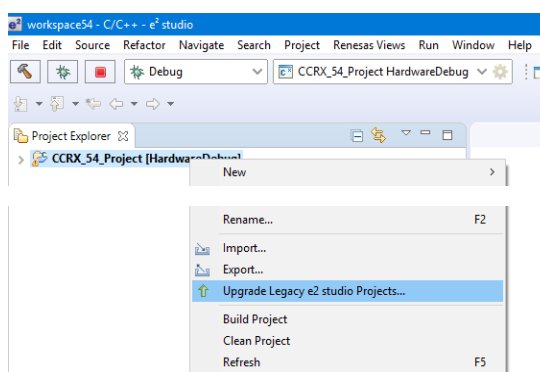 e² workspace54 - C/C++ - e² studio
File Edit Source Refactor Navigate Search Project Renesas Views Run Window Help
Debug CCRX_54_Project HardwareDebug
Project Explorer
CCRX_54_Project [HardwareDebug]
New
Rename... F2
Import...
Export...
Upgrade Legacy e2 studio Projects...
Build Project
Clean Project
Refresh F5